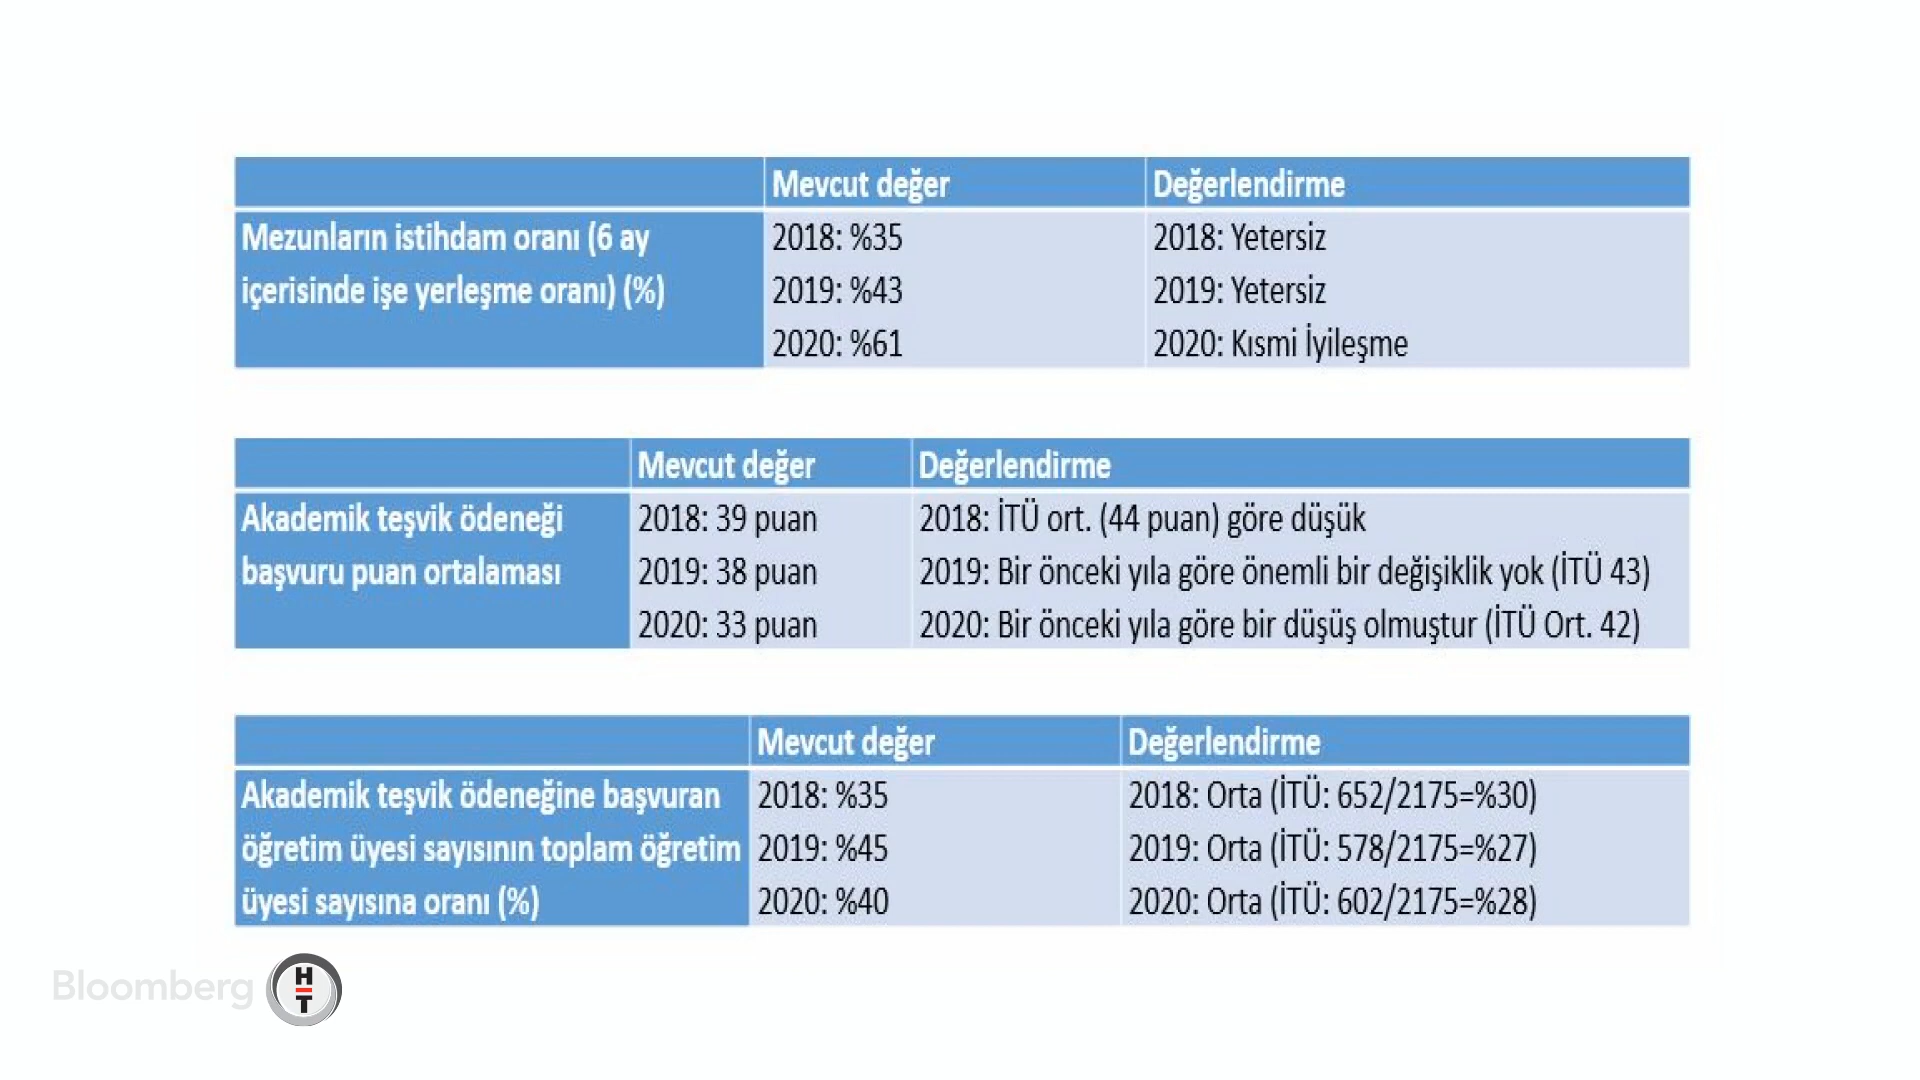 Mevcut değer Değerlendirme
Mezunların istihdam oranı (6 ay 2018: %35 2018: Yetersiz
içerisinde işe yerleşme oranı) (%) 2019: %43 2019: Yetersiz
2020: %61 2020: Kısmi İyileşme
Mevcut değer Değerlendirme
Akademik teşvik ödeneği 2018: 39 puan 2018: İTÜ ort. (44 puan) göre düşük
başvuru puan ortalaması 2019: 38 puan 2019: Bir önceki yıla göre önemli bir değişiklik yok (İTÜ 43)
2020: 33 puan 2020: Bir önceki yıla göre bir düşüş olmuştur (İTÜ Ort. 42)
Mevcut değer Değerlendirme
Akademik teşvik ödeneğine başvuran 2018: %35 2018: Orta (İTÜ: 652/2175=%30)
öğretim üyesi sayısının toplam öğretim 2019: %45 2019: Orta (İTÜ: 578/2175=%27)
üyesi sayısına oranı (%) 2020: %40 2020: Orta (İTÜ: 602/2175=%28)
Bloomberg HT